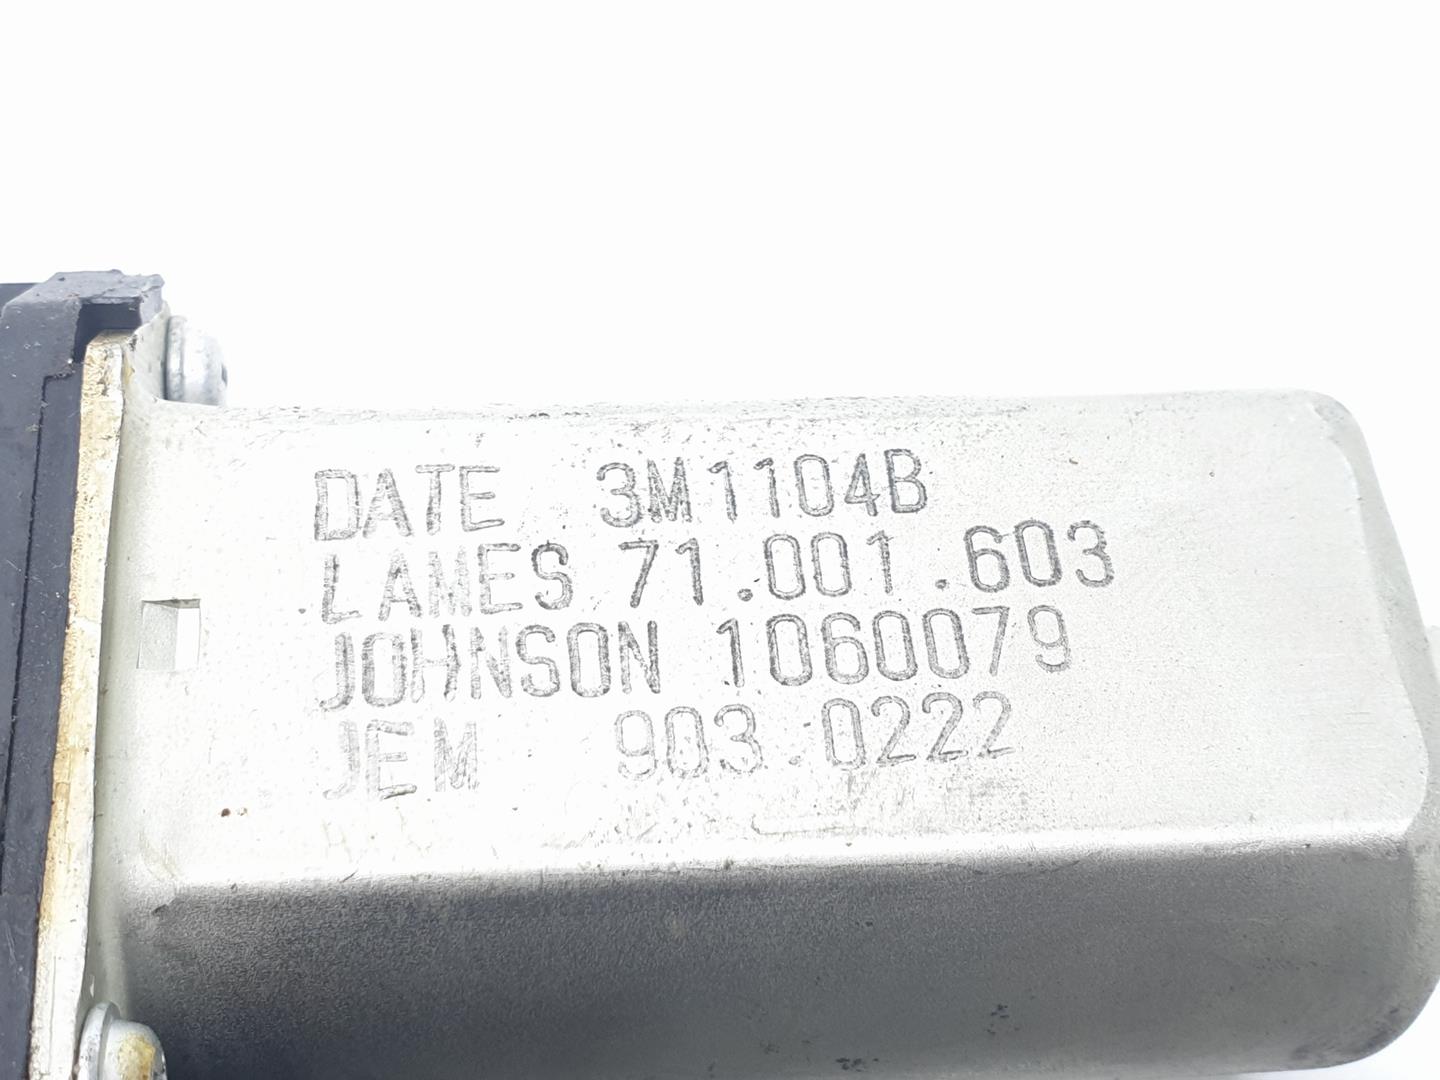 DATE 3M1104B
LAMES 71.001.603
JOHNSON 1060079
JEM 903.0222